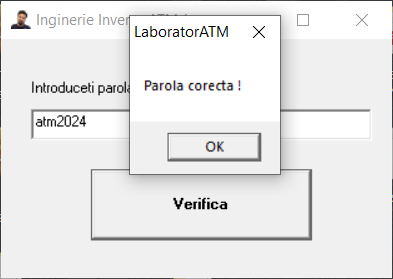 Inginerie Inver
LaboratorATM
Introduceti parola
Parola corecta !
atm2024
OK
Verifica